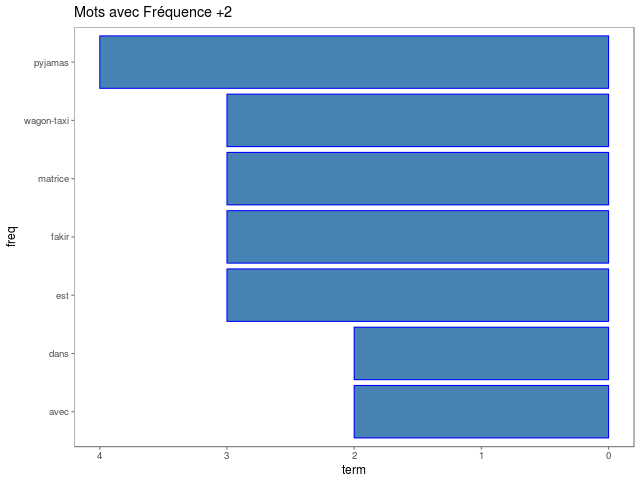 Mots avec Fréquence +2
freq
pyjamas
wagon-taxi
matrice
fakir
est
dans
avec
4 3 2 1 0
term